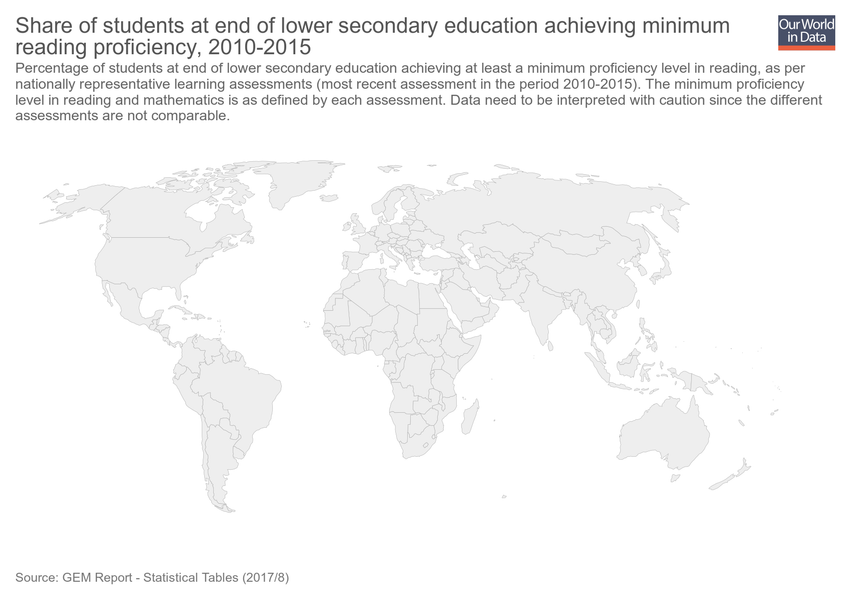 Share of students at end of lower secondary education achieving minimum
reading proficiency, 2010-2015
Our World
in Data
Percentage of students at end of lower secondary education achieving at least a minimum proficiency level in reading, as per
nationally representative learning assessments (most recent assessment in the period 2010-2015). The minimum proficiency
level in reading and mathematics is as defined by each assessment. Data need to be interpreted with caution since the different
assessments are not comparable.
Source: GEM Report - Statistical Tables (2017/8)